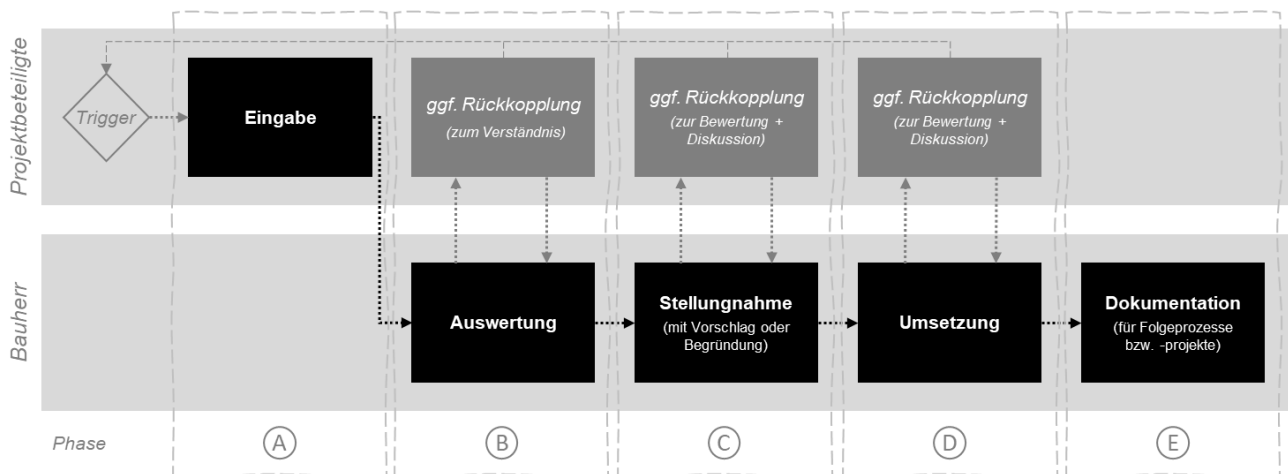 Projektbeteiligte
Trigger
Eingabe
ggf. Rückkopplung
(zum Verständnis)
ggf. Rückkopplung
(zur Bewertung +
Diskussion)
ggf. Rückkopplung
(zur Bewertung +
Diskussion)
Bauherr
Auswertung
Stellungnahme
(mit Vorschlag oder
Begründung)
Umsetzung
Dokumentation
(für Folgeprozesse
bzw. -projekte)
Phase
A
B
C
D
E